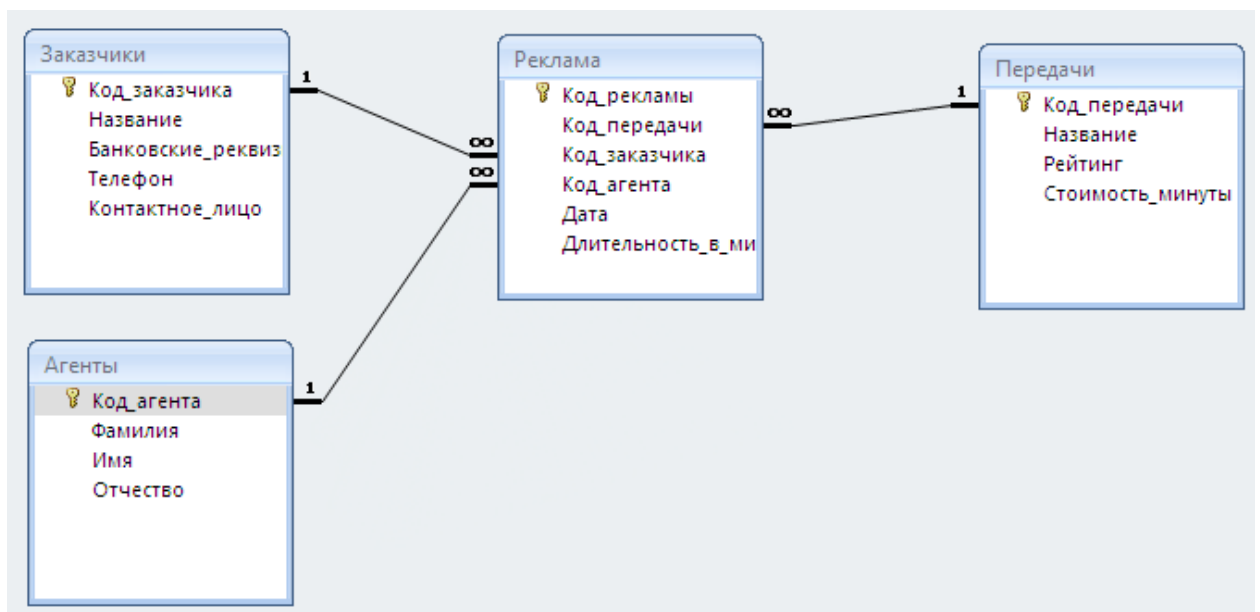 Заказчики
Код_заказчика
Название
Банковские_реквиз
Телефон
Контактное_лицо
1
∞
∞
Реклама
Код_рекламы
Код_передачи
Код_заказчика
Код_агента
Дата
Длительность_в_ми
∞
1
Передачи
Код_передачи
Название
Рейтинг
Стоимость_минуты
Агенты
Код_агента
Фамилия
Имя
Отчество
1